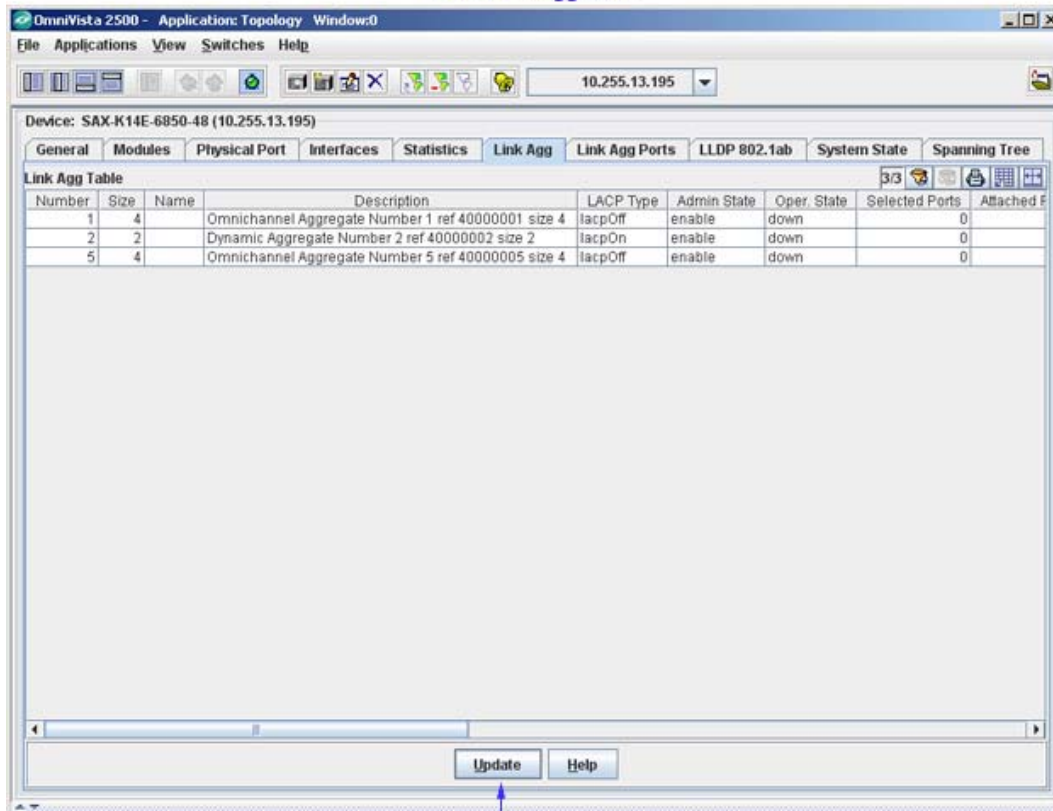 OmniVista 2500 - Application: Topology Window:0
File Applications View Switches Help
10.255.13.195
Device: SAX-K14E-6850-48 (10.255.13.195)
General Modules Physical Port Interfaces Statistics Link Agg Link Agg Ports LLDP 802.1ab System State Spanning Tree
Link Agg Table 3/3
Number Size Name Description LACP Type Admin State Oper. State Selected Ports Attached
1 4 Omnichannel Aggregate Number 1 ref 40000001 size 4 lacpOff enable down 0
2 2 Dynamic Aggregate Number 2 ref 40000002 size 2 lacpOn enable down 0
5 4 Omnichannel Aggregate Number 5 ref 40000005 size 4 lacpOff enable down 0
Update Help